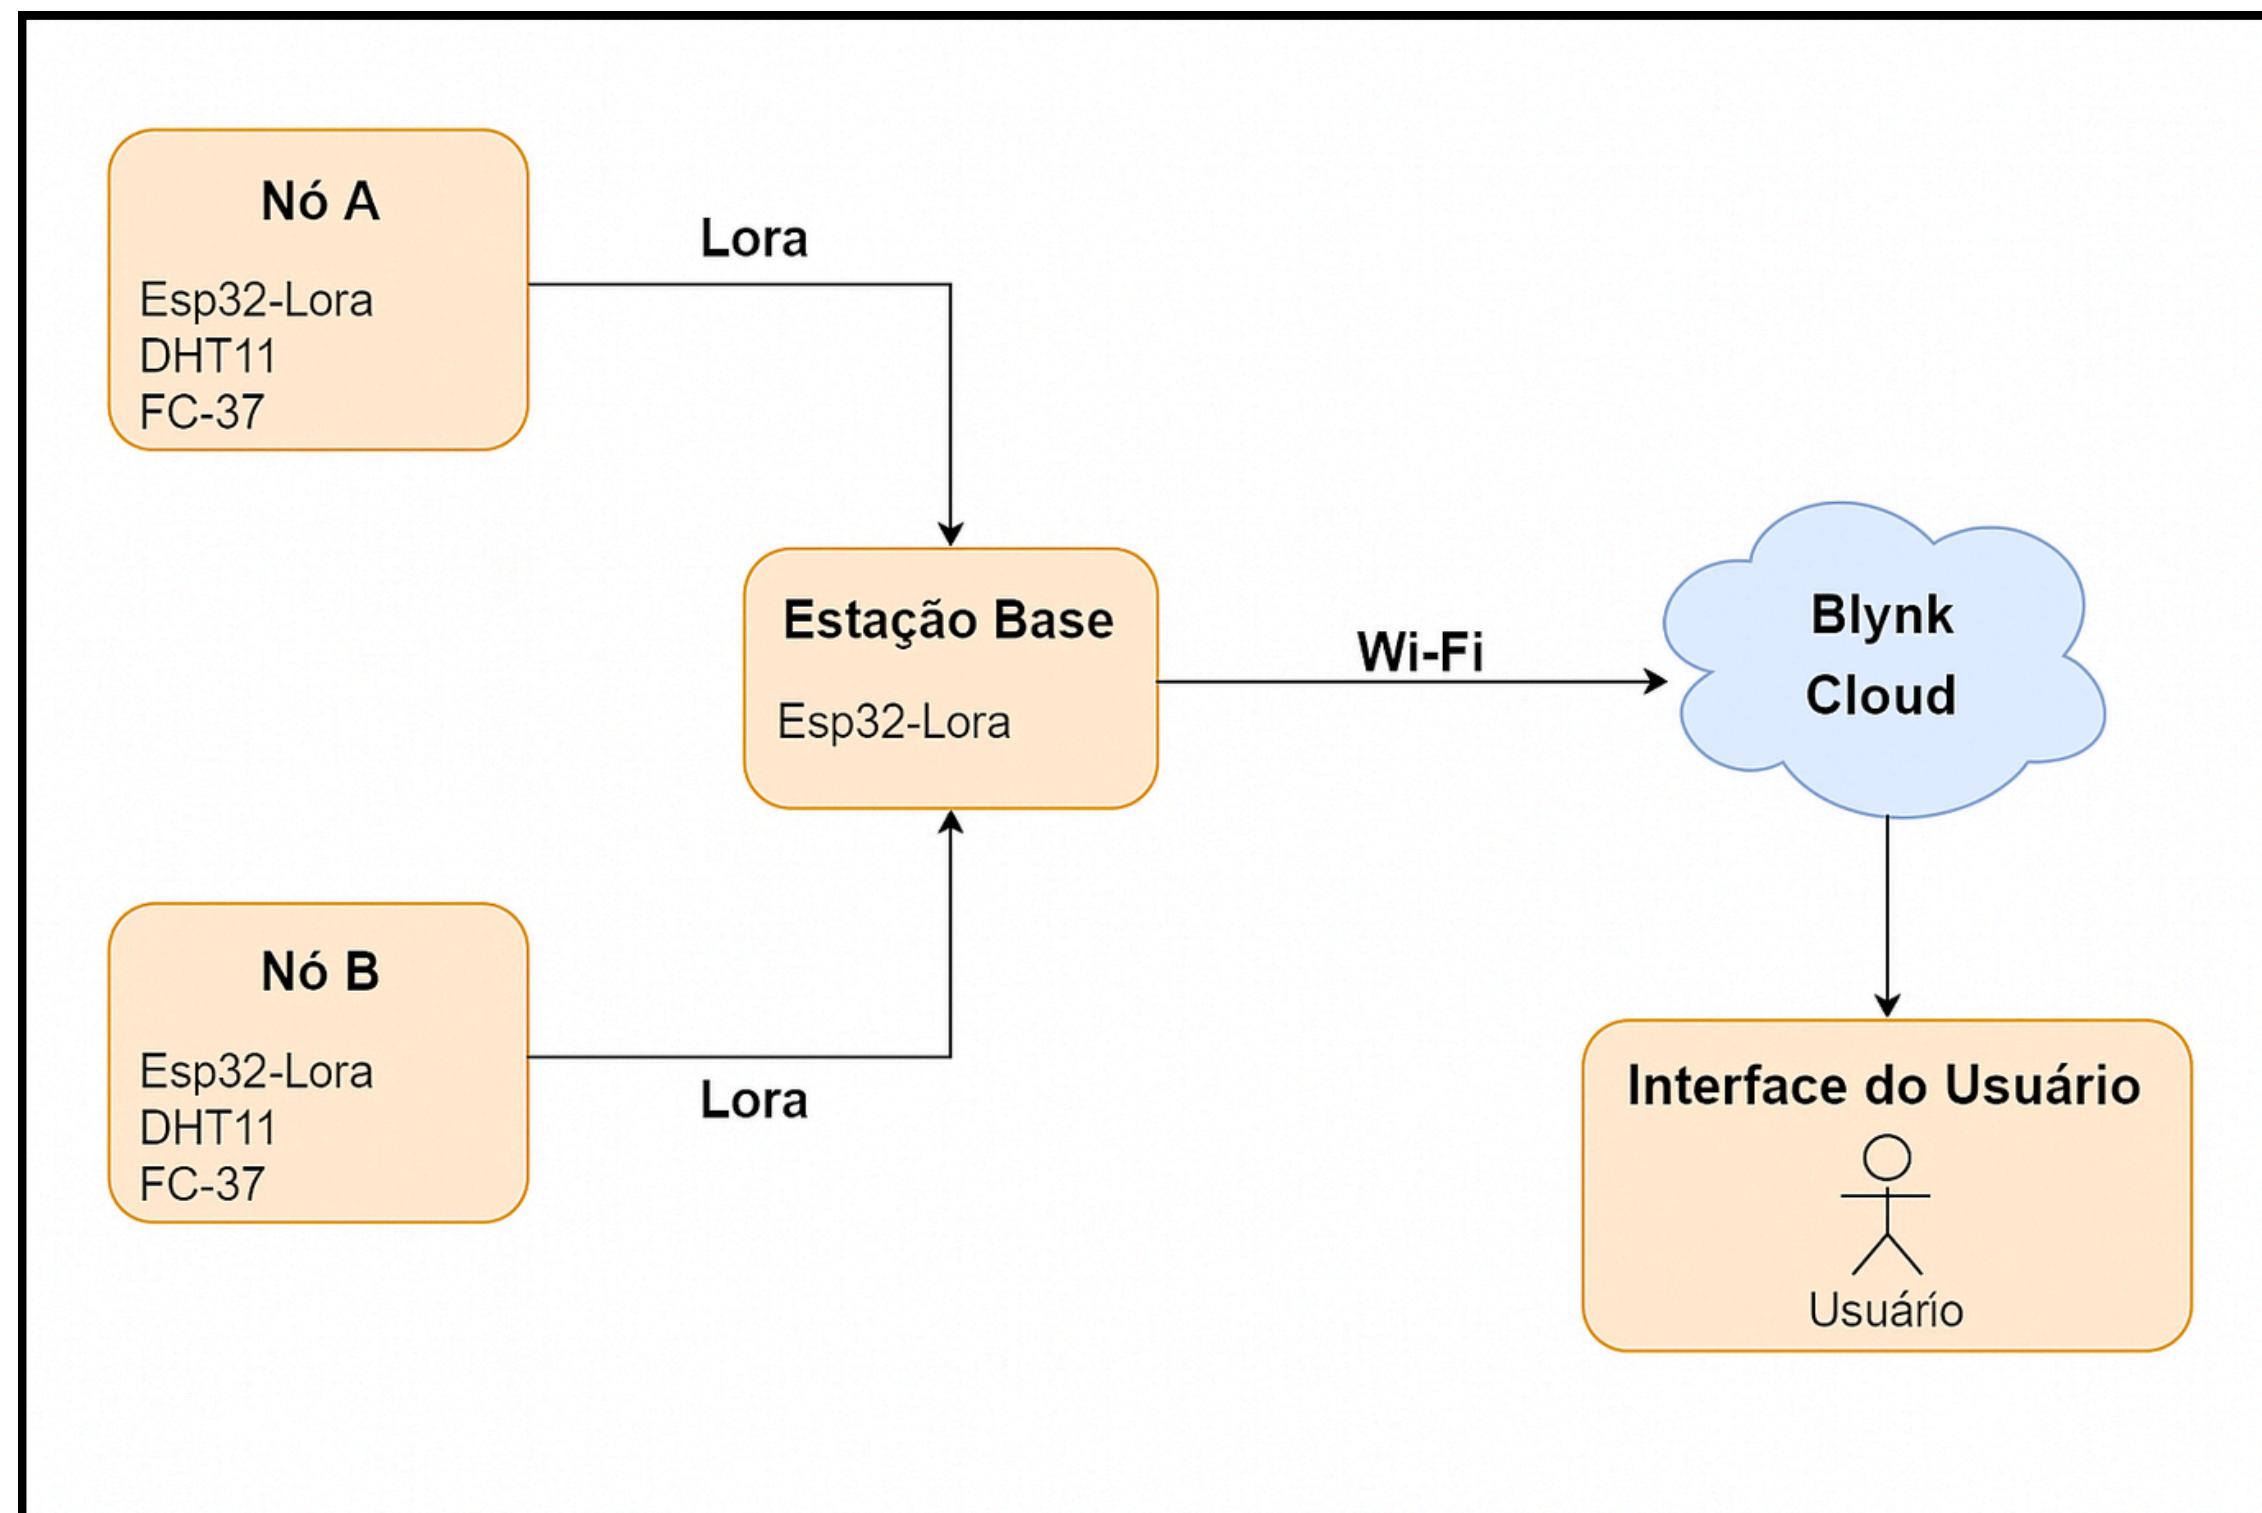 Nó A
Esp32-Lora
DHT11
FC-37
Lora
Estação Base
Esp32-Lora
Wi-Fi
Blynk
Cloud
Nó B
Esp32-Lora
DHT11
FC-37
Lora
Interface do Usuário
Usuárío